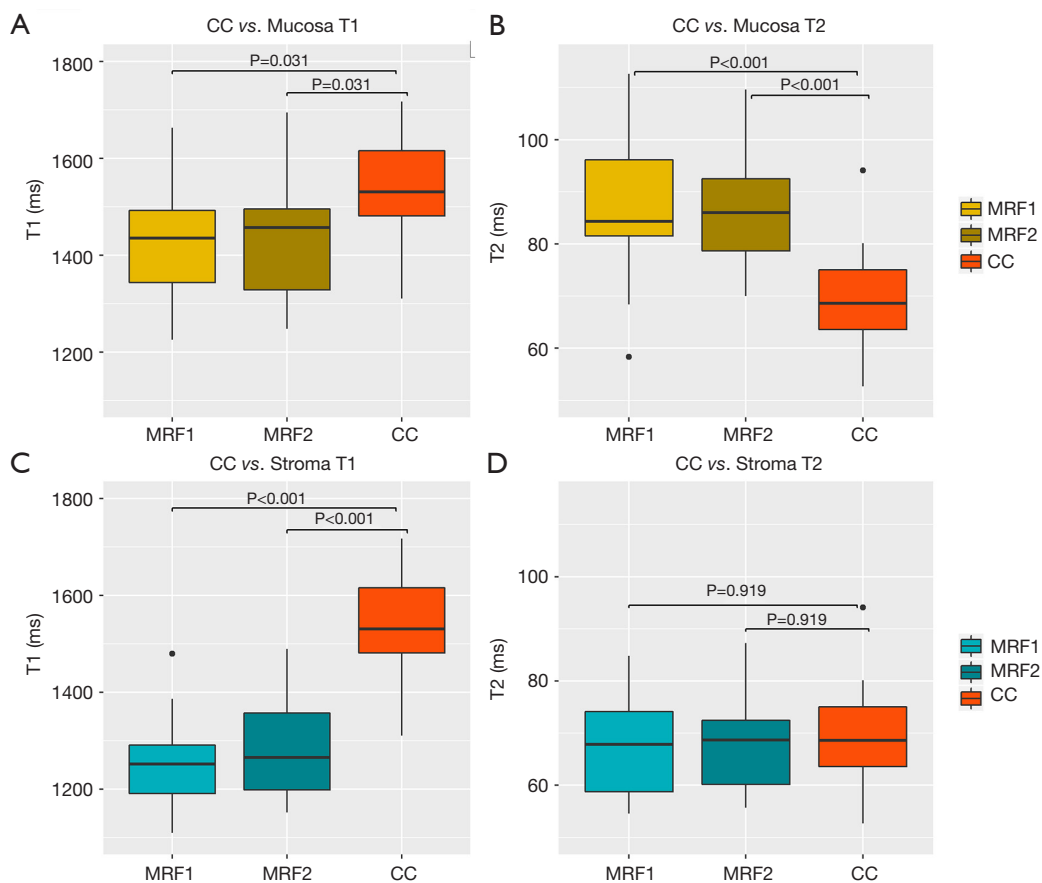 A
CC vs. Mucosa T1
1800
1600
1400
1200
T1 (ms)
P=0.031
P=0.031
MRF1
MRF2
CC
B
CC vs. Mucosa T2
100
80
60
T2 (ms)
P<0.001
P<0.001
MRF1
MRF2
CC
MRF1
MRF2
CC
C
CC vs. Stroma T1
1800
1600
1400
1200
T1 (ms)
P<0.001
P<0.001
MRF1
MRF2
CC
D
CC vs. Stroma T2
100
80
60
T2 (ms)
P=0.919
P=0.919
MRF1
MRF2
CC
MRF1
MRF2
CC